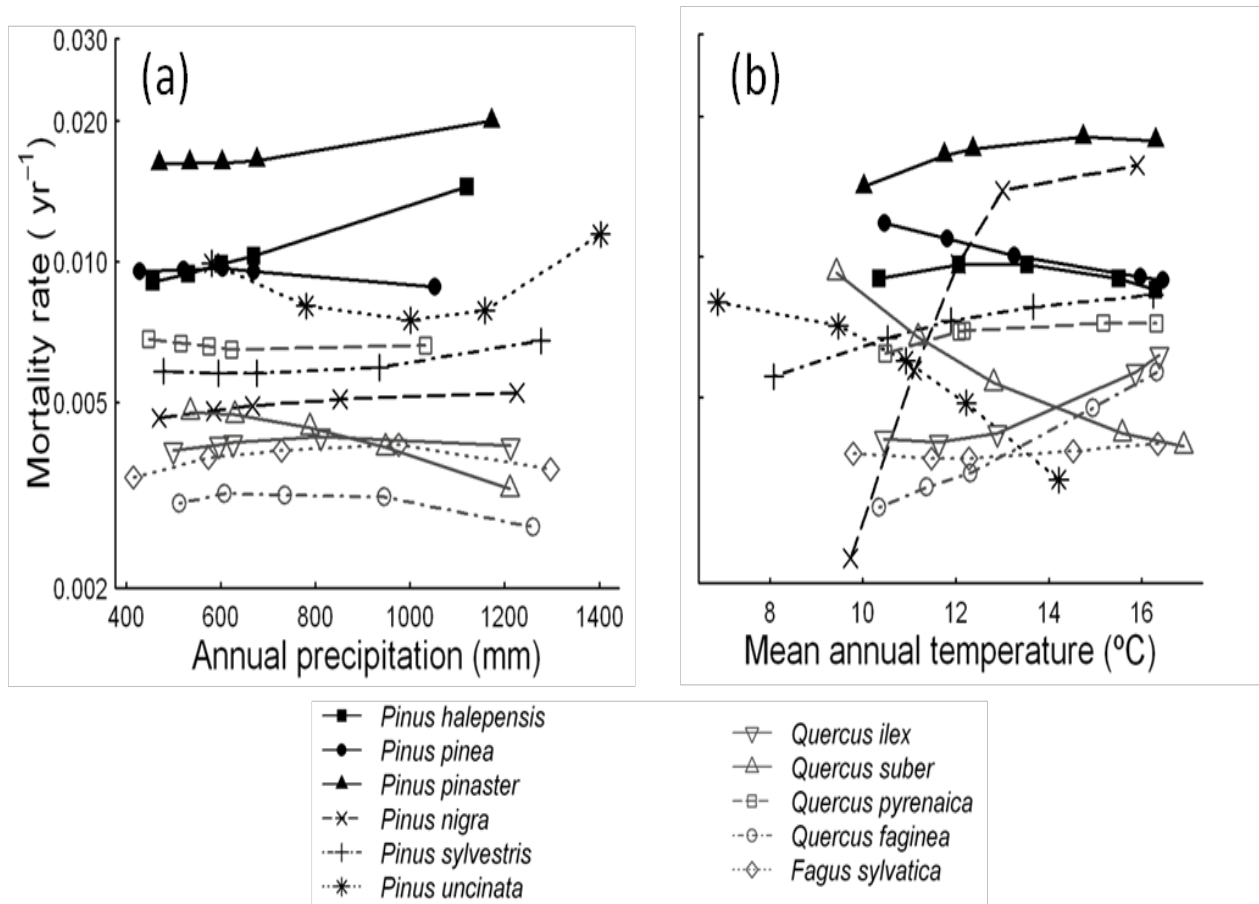 (a)
Mortality rate ( yr⁻¹)
0.030
0.020
0.010
0.005
0.002
400 600 800 1000 1200 1400
Annual precipitation (mm)
(b)
8 10 12 14 16
Mean annual temperature (ºC)
Pinus halepensis
Pinus pinea
Pinus pinaster
Pinus nigra
Pinus sylvestris
Pinus uncinata
Quercus ilex
Quercus suber
Quercus pyrenaica
Quercus faginea
Fagus sylvatica